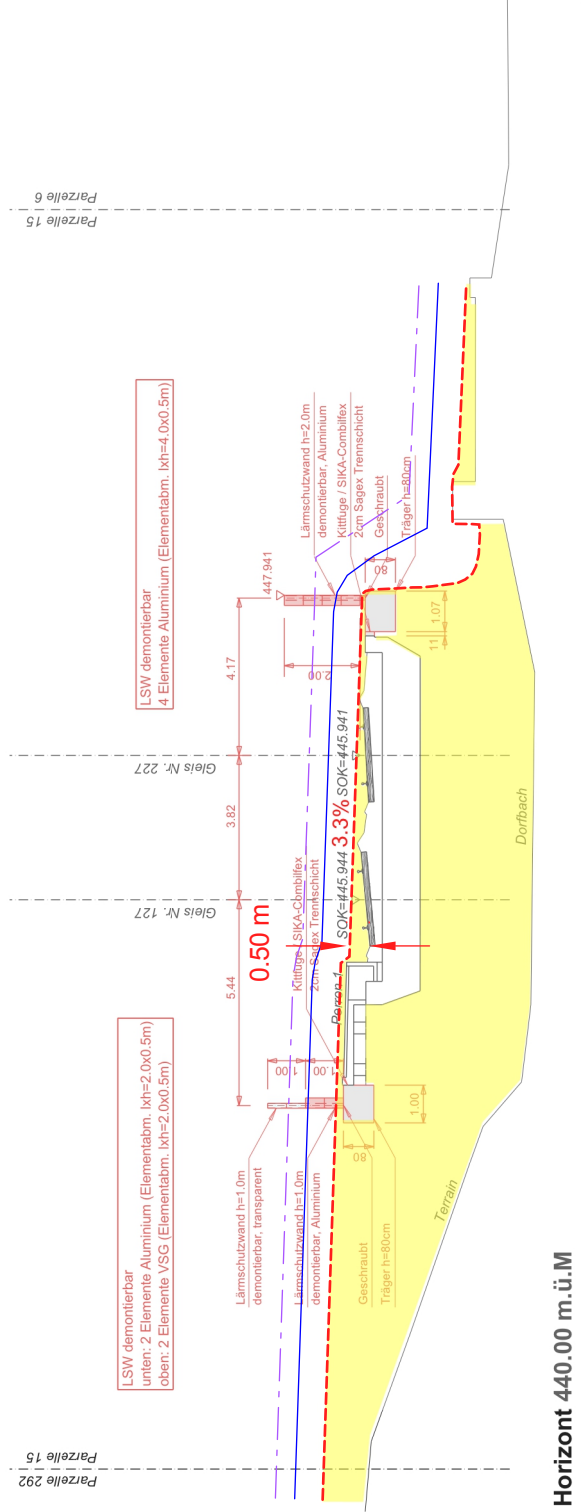 Parzelle 292
Parzelle 15
LSW demontierbar
unten: 2 Elemente Aluminium (Elementabm. lxh=2.0x0.5m)
oben: 2 Elemente VSG (Elementabm. lxh=2.0x0.5m)
LSW demontierbar
4 Elemente Aluminium (Elementabm. lxh=4.0x0.5m)
Parzelle 15
Parzelle 6
Gleis Nr. 127
Gleis Nr. 227
5.44
3.82
4.17
447.941
0.50 m
1.00
1.00
2.00
Lärmschutzwand h=1.0m
demontierbar, transparent
Lärmschutzwand h=1.0m
demontierbar, Aluminium
Geschraubt
Träger h=80cm
Kittfuge / SIKA-Combilfex
2cm Sagex Trennschicht
Perron 1
SOK=445.944
3.3%
SOK=445.941
Lärmschutzwand h=2.0m
demontierbar, Aluminium
Kittfuge / SIKA-Combilfex
2cm Sagex Trennschicht
Geschraubt
Träger h=80cm
80
1.00
80
11
1.07
Terrain
Dorfbach
Horizont 440.00 m.ü.M